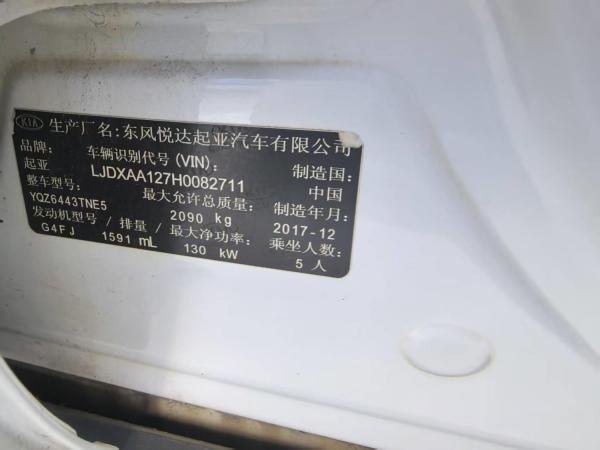 KIA 生产厂名:东风悦达起亚汽车有限公司
品牌: 车辆识别代号(VIN): 制造国:
起亚 LJDXAA127H0082711 中国
整车型号: 最大允许总质量: 制造年月:
YQZ6443TNE5 2090 kg 2017-12
发动机型号/排量/最大净功率: 乘坐人数:
G4FJ 1591 mL 130 kW 5人